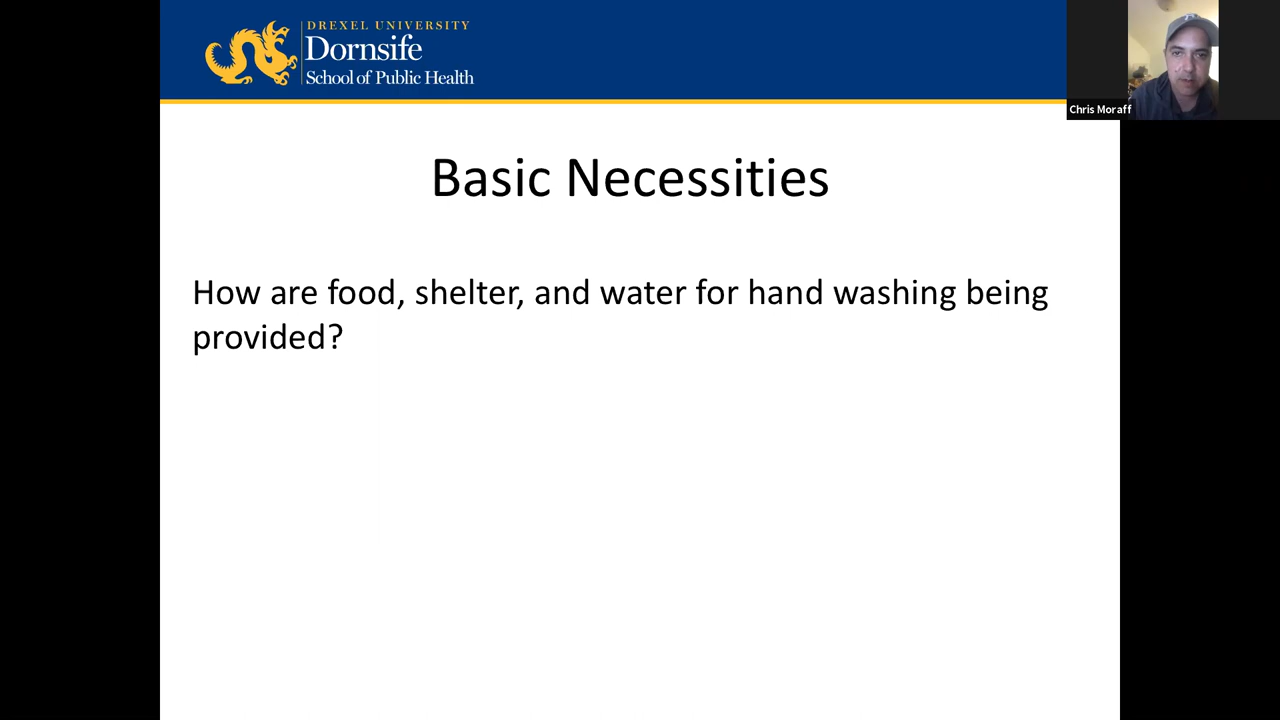 DREXEL UNIVERSITY
Dornsife
School of Public Health
Chris Moraff
Basic Necessities
How are food, shelter, and water for hand washing being
provided?